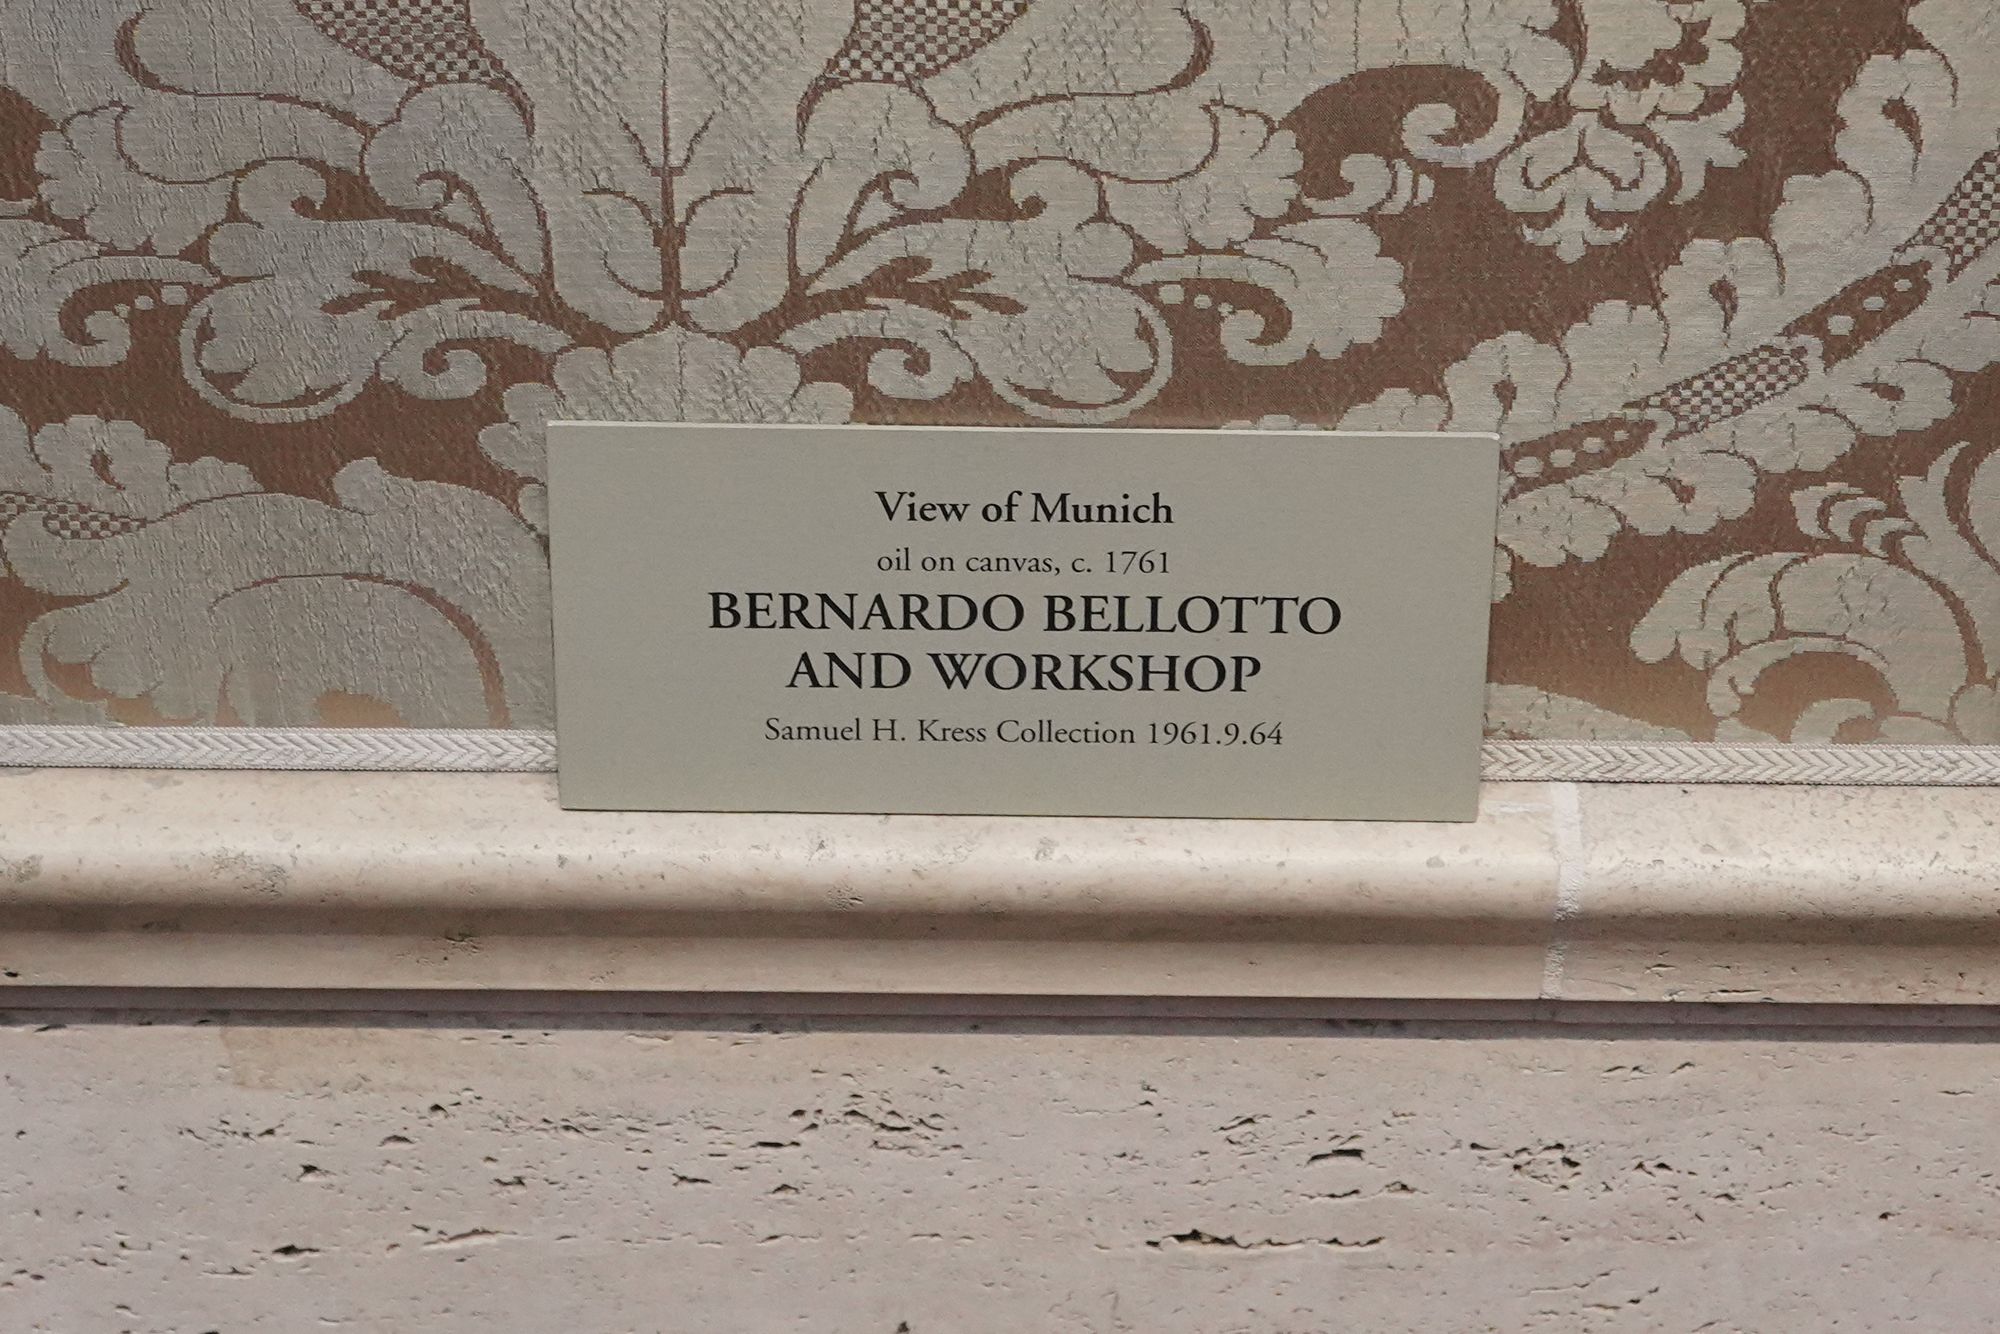 View of Munich
oil on canvas, c. 1761
BERNARDO BELLOTTO
AND WORKSHOP
Samuel H. Kress Collection 1961.9.64